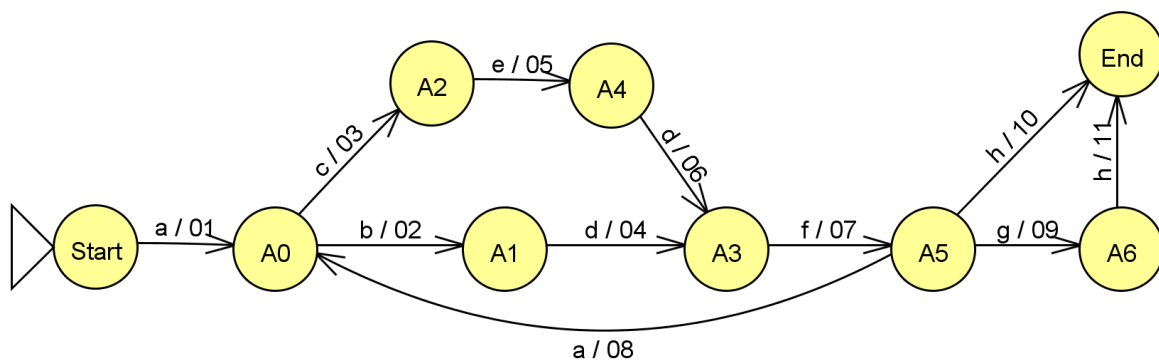 End
A2
e / 05
A4
c / 03
d / 06
h / 10
h / 11
Start
a / 01
A0
b / 02
A1
d / 04
A3
f / 07
A5
g / 09
A6
a / 08